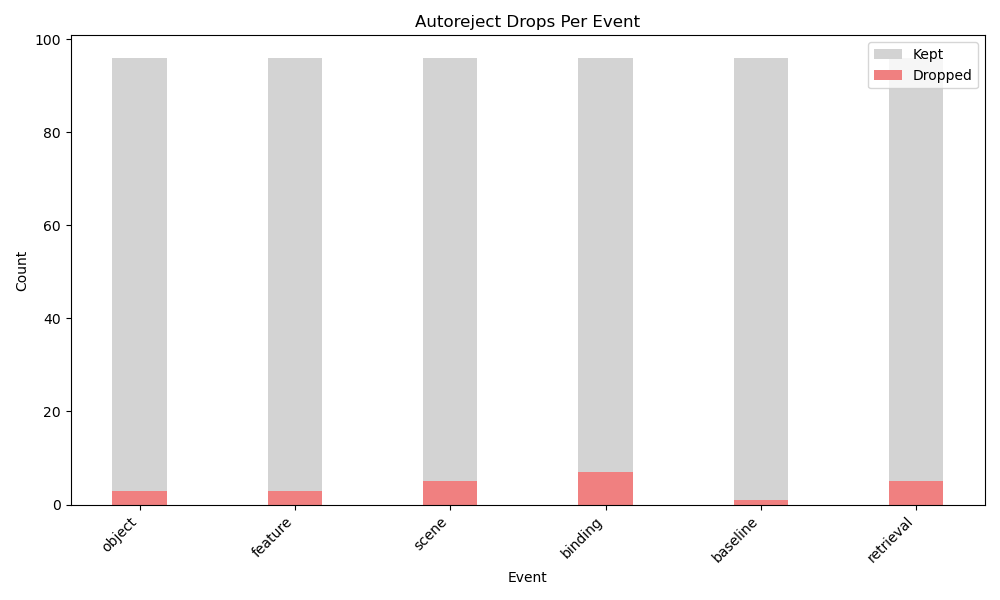 Autoreject Drops Per Event
Kept
Dropped
100
80
60
40
20
0
Count
object
feature
scene
binding
baseline
retrieval
Event